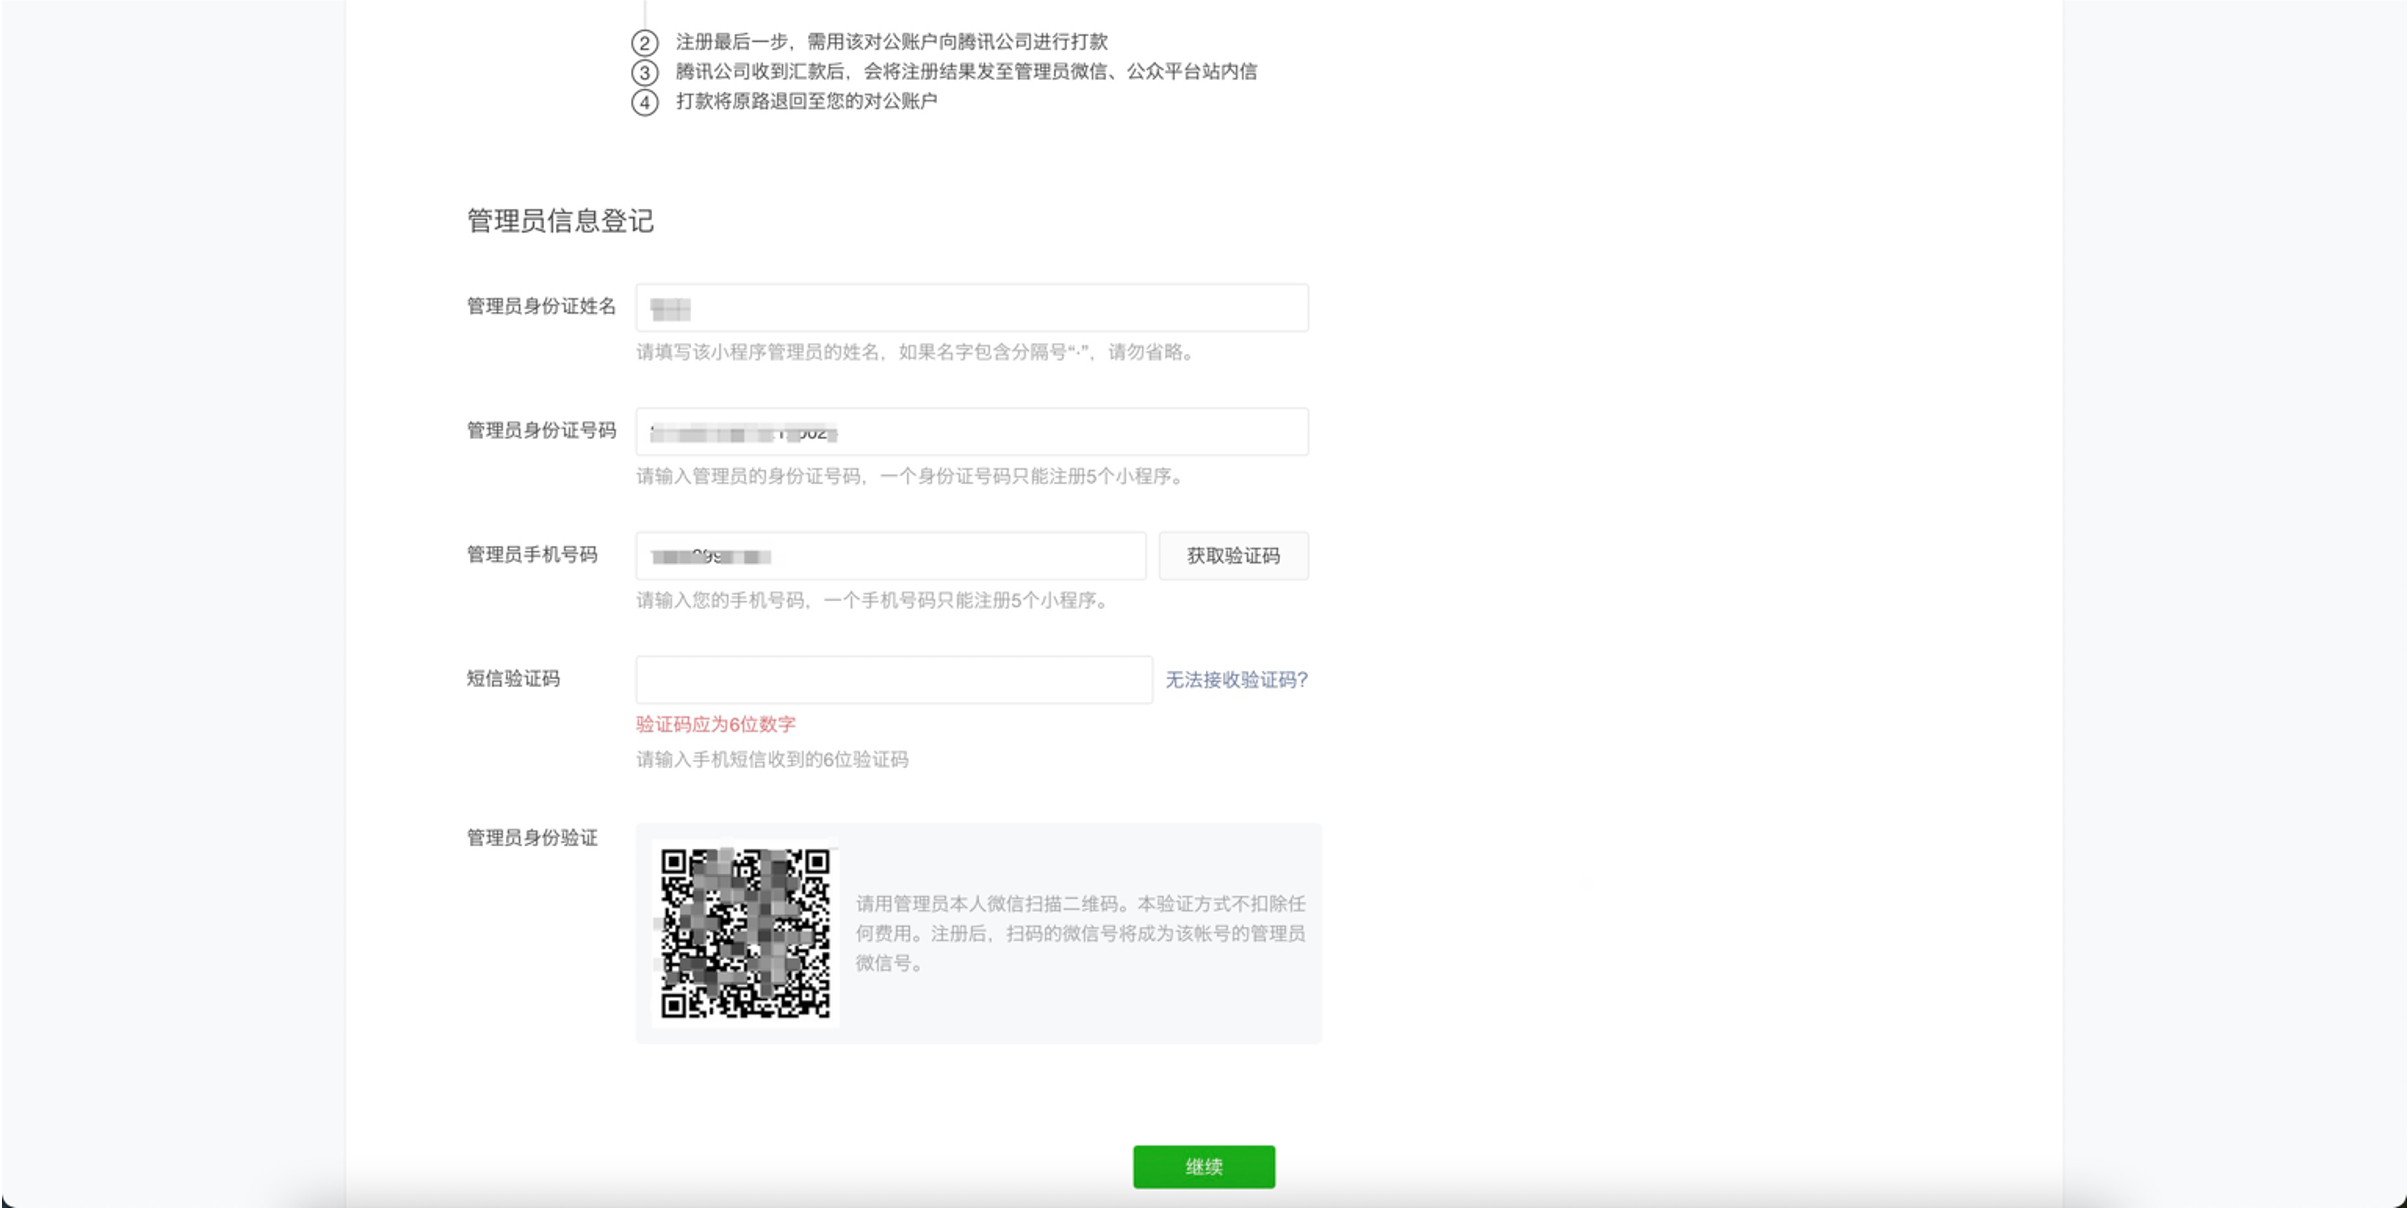 ② 注册最后一步，需用该对公账户向腾讯公司进行打款
③ 腾讯公司收到汇款后，会将注册结果发至管理员微信、公众平台站内信
④ 打款将原路退回至您的对公账户
管理员信息登记
管理员身份证姓名
请填写该小程序管理员的姓名，如果名字包含分隔号“·”，请勿省略。
管理员身份证号码
请输入管理员的身份证号码，一个身份证号码只能注册5个小程序。
管理员手机号码
获取验证码
请输入您的手机号码，一个手机号码只能注册5个小程序。
短信验证码
无法接收验证码?
验证码应为6位数字
请输入手机短信收到的6位验证码
管理员身份验证
请用管理员本人微信扫描二维码。本验证方式不扣除任
何费用。注册后，扫码的微信号将成为该帐号的管理员
微信号。
继续